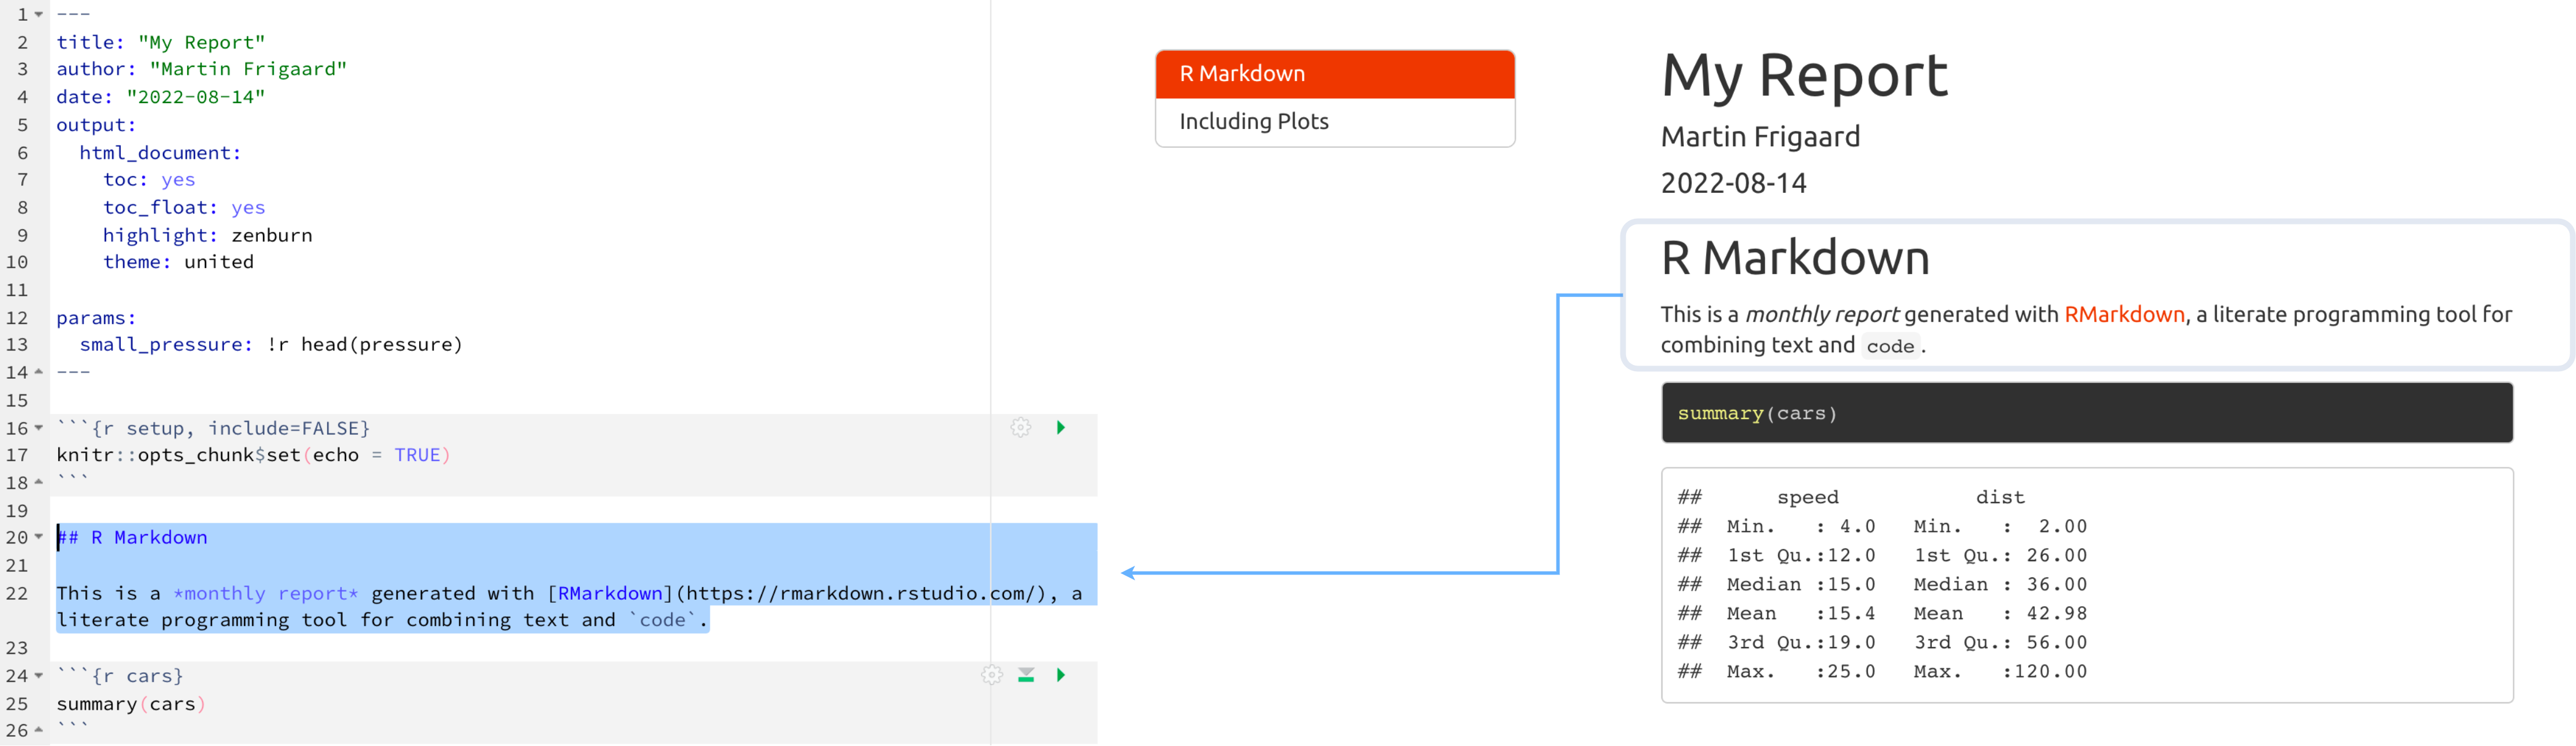 1 ---
2 title: "My Report"
3 author: "Martin Frigaard"
4 date: "2022-08-14"
5 output:
6   html_document:
7     toc: yes
8     toc_float: yes
9     highlight: zenburn
10     theme: united
11
12 params:
13   small_pressure: !r head(pressure)
14 ---
15
16 ```{r setup, include=FALSE}
17 knitr::opts_chunk$set(echo = TRUE)
18 ```
19
20 ## R Markdown
21
22 This is a *monthly report* generated with [RMarkdown](https://rmarkdown.rstudio.com/), a
literate programming tool for combining text and `code`.
23
24 ```{r cars}
25 summary(cars)
26 ```
R Markdown
Including Plots
My Report
Martin Frigaard
2022-08-14
R Markdown
This is a monthly report generated with RMarkdown, a literate programming tool for
combining text and code.
summary(cars)
##      speed           dist
##  Min.   : 4.0   Min.   :  2.00
##  1st Qu.:12.0   1st Qu.: 26.00
##  Median :15.0   Median : 36.00
##  Mean   :15.4   Mean   : 42.98
##  3rd Qu.:19.0   3rd Qu.: 56.00
##  Max.   :25.0   Max.   :120.00